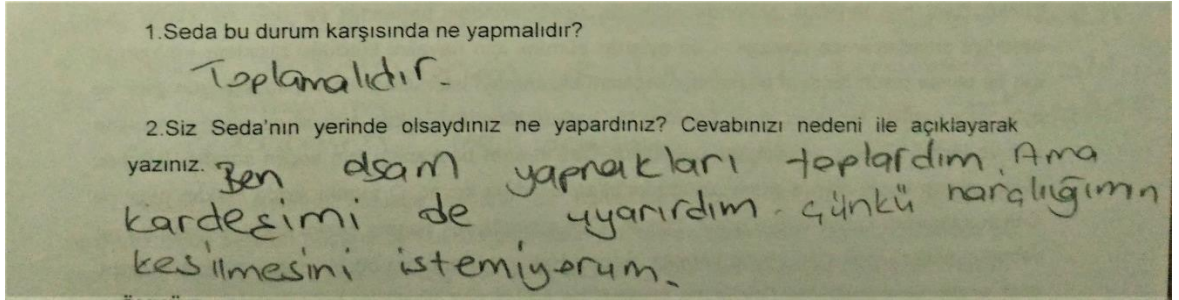 1.Seda bu durum karşısında ne yapmalıdır?
Toplamalıdır.
2.Siz Seda'nın yerinde olsaydınız ne yapardınız? Cevabınızı nedeni ile açıklayarak
yazınız. Ben olsam yaprakları toplardım. Ama
kardeşimi de uyarırdım. Çünkü harçlığımın
kesilmesini istemiyorum.